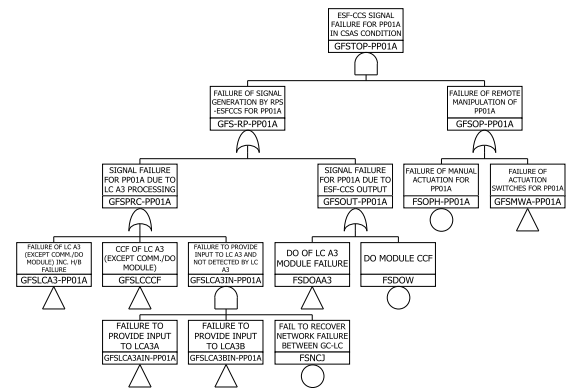 ESF-CCS SIGNAL
FAILURE FOR PP01A
IN CSAS CONDITION
GFSTOP-PP01A
FAILURE OF SIGNAL
GENERATION BY RPS
-ESFCCS FOR PP01A
GFS-RP-PP01A
FAILURE OF REMOTE
MANIPULATION OF
PP01A
GFSOP-PP01A
SIGNAL FAILURE
FOR PP01A DUE TO
LC A3 PROCESSING
GFSPRC-PP01A
SIGNAL FAILURE
FOR PP01A DUE TO
ESF-CCS OUTPUT
GFSOUT-PP01A
FAILURE OF MANUAL
ACTUATION FOR
PP01A
FSOPH-PP01A
FAILURE OF
ACTUATION
SWITCHES FOR PP01A
GFSMWA-PP01A
FAILURE OF LC A3
(EXCEPT COMM./DO
MODULE) INC. H/B
FAILURE
GFSLCA3-PP01A
CCF OF LC A3
(EXCEPT COMM./DO
MODULE)
GFSLCCCF
FAILURE TO PROVIDE
INPUT TO LC A3 AND
NOT DETECTED BY LC
A3
GFSLCA3IN-PP01A
DO OF LC A3
MODULE FAILURE
FSDOAA3
DO MODULE CCF
FSDOW
FAILURE TO
PROVIDE INPUT
TO LCA3A
GFSLCA3AIN-PP01A
FAILURE TO
PROVIDE INPUT
TO LCA3B
GFSLCA3BIN-PP01A
FAIL TO RECOVER
NETWORK FAILURE
BETWEEN GC-LC
FSNCJ